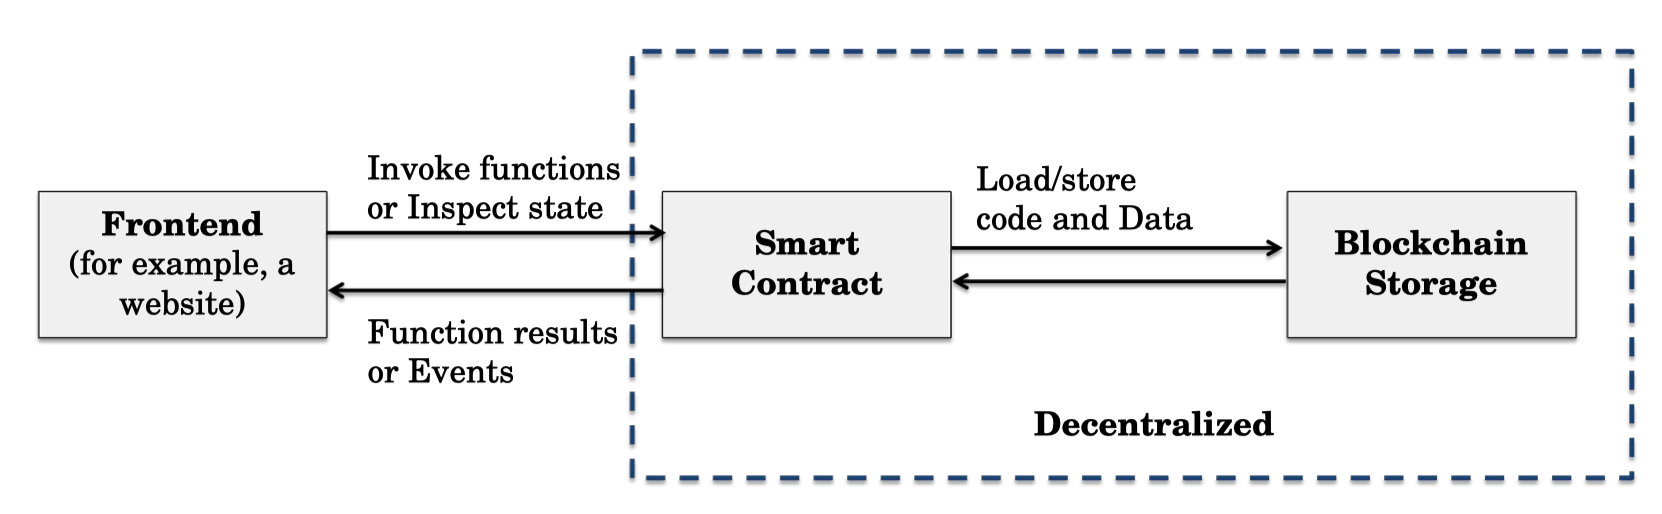 Invoke functions
or Inspect state
Frontend
(for example, a
website)
Function results
or Events
Smart
Contract
Load/store
code and Data
Blockchain
Storage
Decentralized